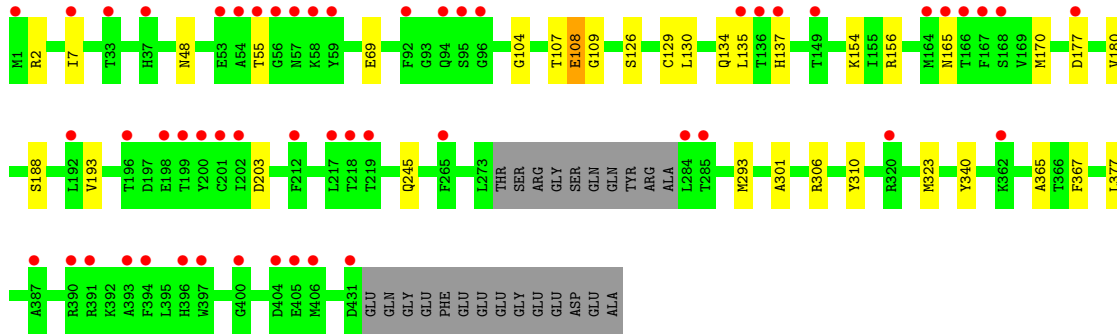 M1 R2 I7 T33 H37 N48 E53 A54 T55 G56 N57 K58 Y59 E69 F92 G93 Q94 S95 G96 G104 T107 E108 G109 S126 C129 L130 Q134 L135 T136 H137 T149 K154 I155 R156 M164 N165 T166 F167 S168 V169 M170 D177 V180
S188 L192 V193 T196 D197 E198 T199 Y200 C201 I202 D203 F212 L217 T218 T219 Q245 F265 L273 THR SER ARG GLY SER GLN GLN TYR ARG ALA L284 T285 M293 A301 R306 Y310 R320 M323 Y340 K362 A365 T366 F367 L377
A387 R390 R391 K392 A393 F394 L395 H396 W397 G400 D404 E405 M406 D431 GLU GLN GLY GLU PHE GLU GLU GLU GLY GLU GLU ASP GLU ALA